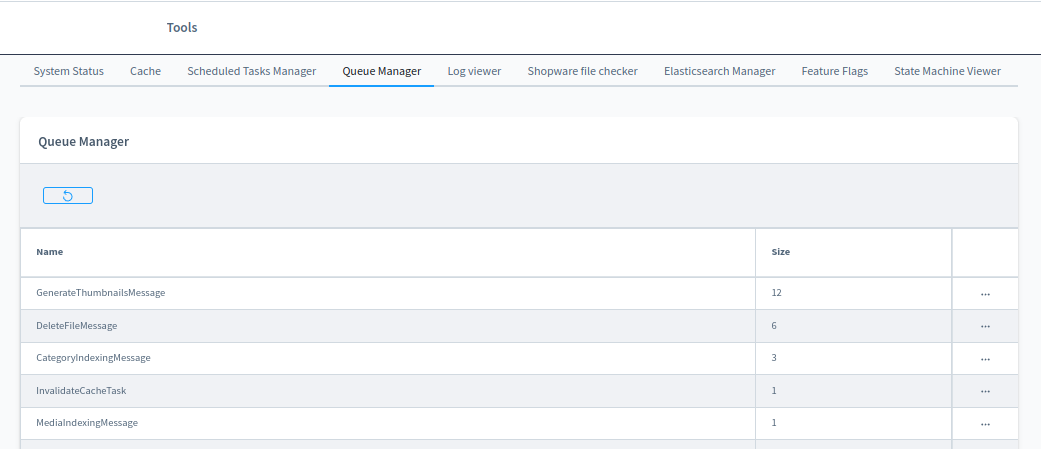 Tools
System Status Cache Scheduled Tasks Manager Queue Manager Log viewer Shopware file checker Elasticsearch Manager Feature Flags State Machine Viewer
Queue Manager
Name Size
GenerateThumbnailsMessage 12 ...
DeleteFileMessage 6 ...
CategoryIndexingMessage 3 ...
InvalidateCacheTask 1 ...
MediaIndexingMessage 1 ...